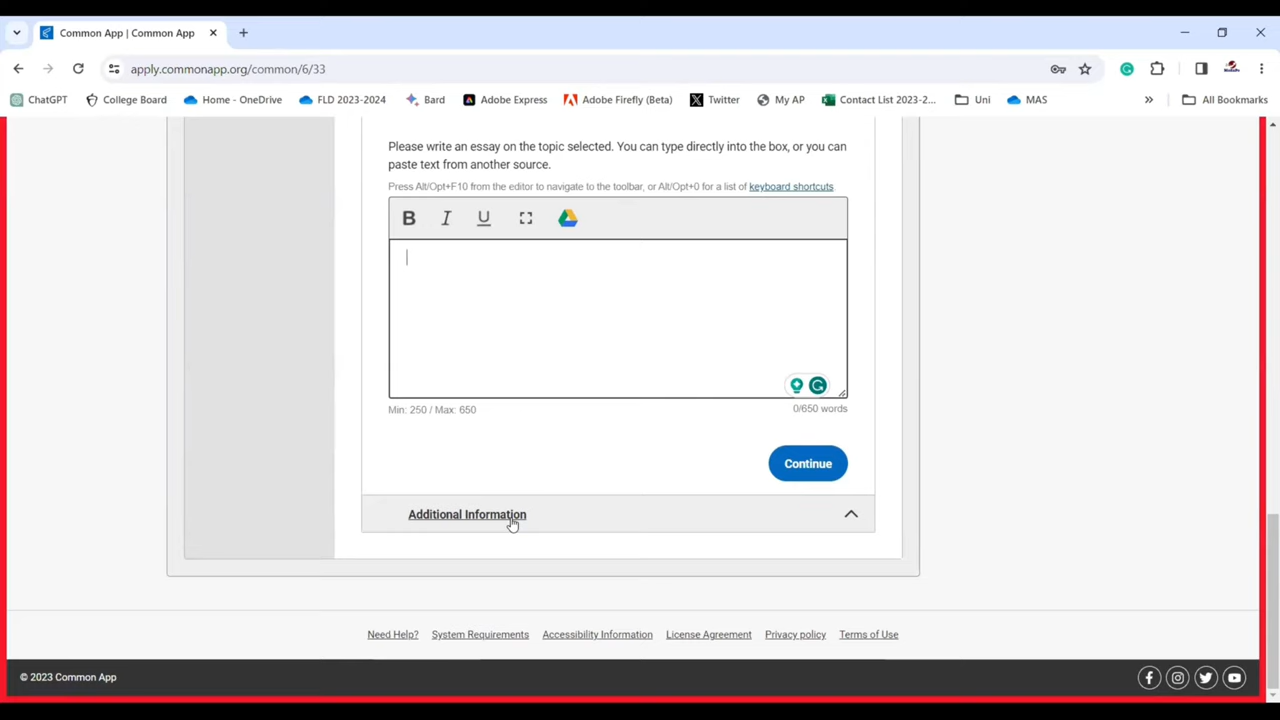 Common App | Common App
apply.commonapp.org/common/6/33
ChatGPT College Board Home - OneDrive FLD 2023-2024 Bard Adobe Express Adobe Firefly (Beta) Twitter My AP Contact List 2023-2... Uni MAS » All Bookmarks
Please write an essay on the topic selected. You can type directly into the box, or you can
paste text from another source.
Press Alt/Opt+F10 from the editor to navigate to the toolbar, or Alt/Opt+0 for a list of keyboard shortcuts
B I U
Min: 250 / Max: 650 0/650 words
Continue
Additional Information
Need Help? System Requirements Accessibility Information License Agreement Privacy policy Terms of Use
© 2023 Common App